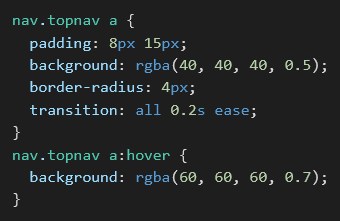 nav.topnav a {
  padding: 8px 15px;
  background: rgba(40, 40, 40, 0.5);
  border-radius: 4px;
  transition: all 0.2s ease;
}
nav.topnav a:hover {
  background: rgba(60, 60, 60, 0.7);
}